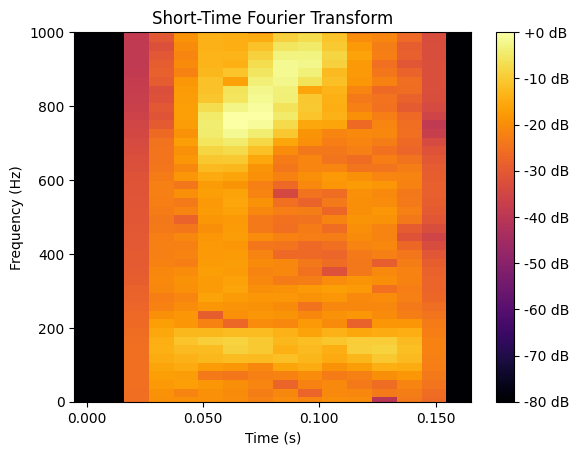 Short-Time Fourier Transform
1000
800
600
400
200
0
Frequency (Hz)
0.000
0.050
0.100
0.150
Time (s)
+0 dB
-10 dB
-20 dB
-30 dB
-40 dB
-50 dB
-60 dB
-70 dB
-80 dB